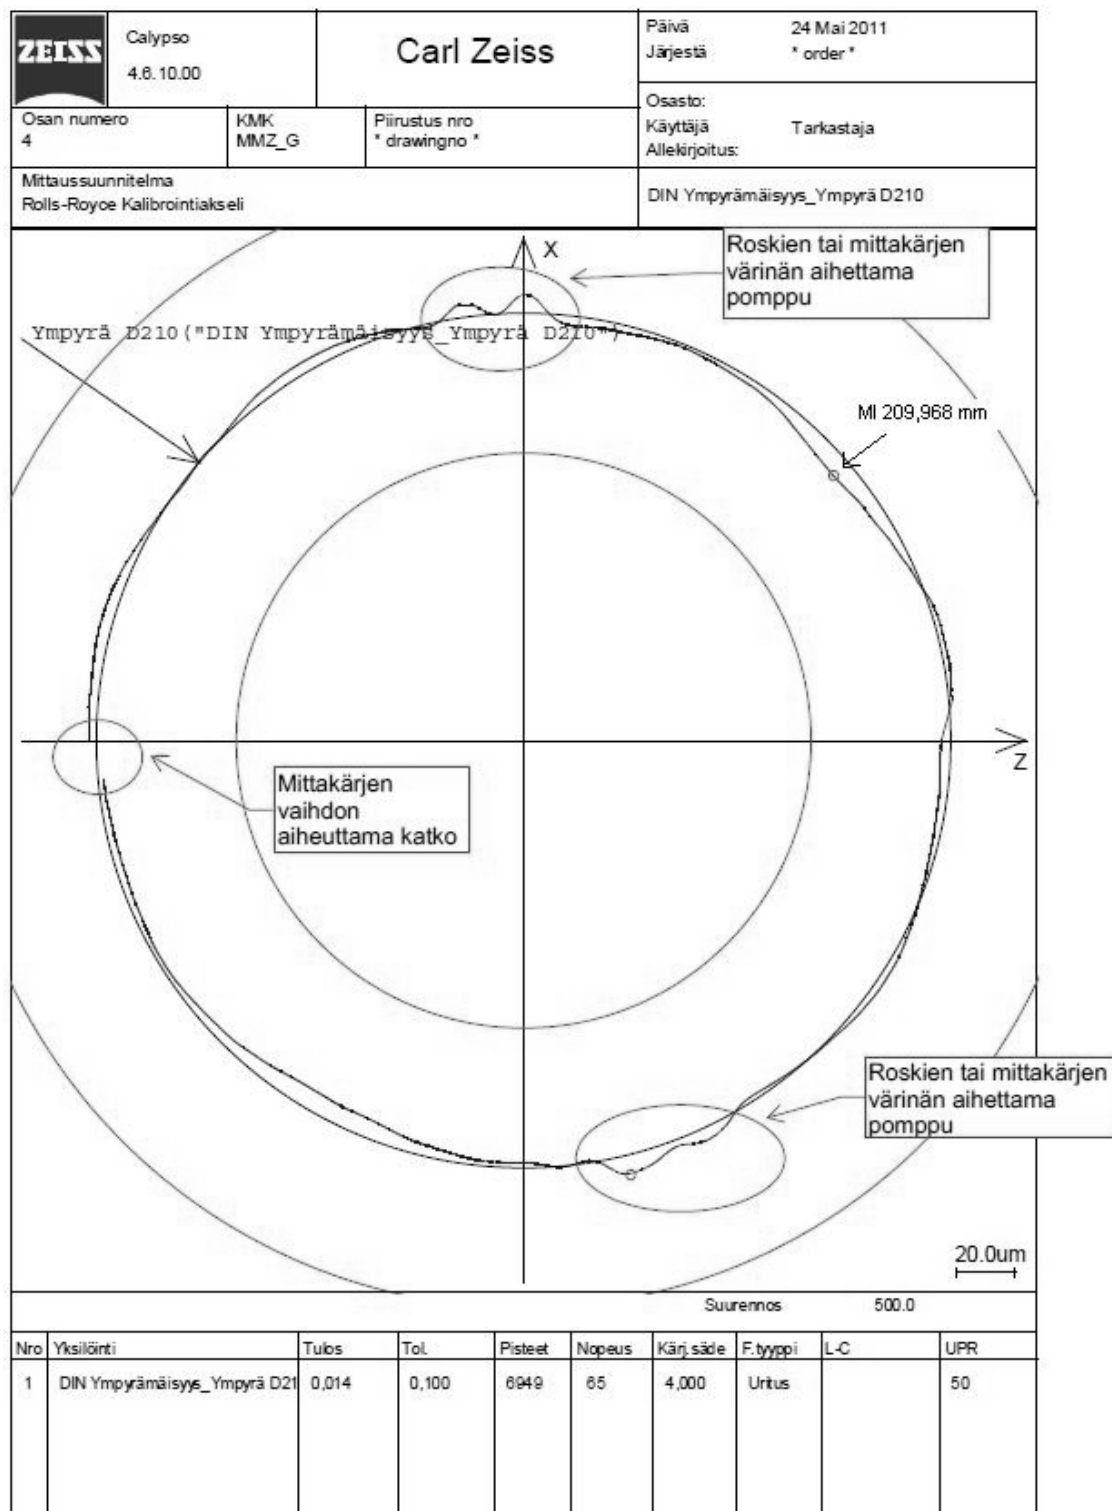 ZEISS
Calypso
4.6.10.00
Carl Zeiss
Päivä 24 Mai 2011
Järjestä * order *
Osan numero
4
KMK
MMZ_G
Piirustus nro
* drawingno *
Osasto:
Käyttäjä Tarkastaja
Allekirjoitus:
Mittaussuunnitelma
Rolls-Royce Kalibrointiakseli
DIN Ympyrämäisyys_Ympyrä D210
X
Roskien tai mittakärjen
värinän aihettama
pomppu
Ympyrä D210("DIN Ympyrämäisyys_Ympyrä D210")
MI 209,968 mm
Z
Mittakärjen
vaihdon
aiheuttama katko
Roskien tai mittakärjen
värinän aihettama
pomppu
20.0um
Suurennos 500.0
Nro Yksilöinti Tulos Tol. Pisteet Nopeus Kärj.säde F.tyyppi L-C UPR
1 DIN Ympyrämäisyys_Ympyrä D21 0,014 0,100 6949 65 4,000 Uritus 50